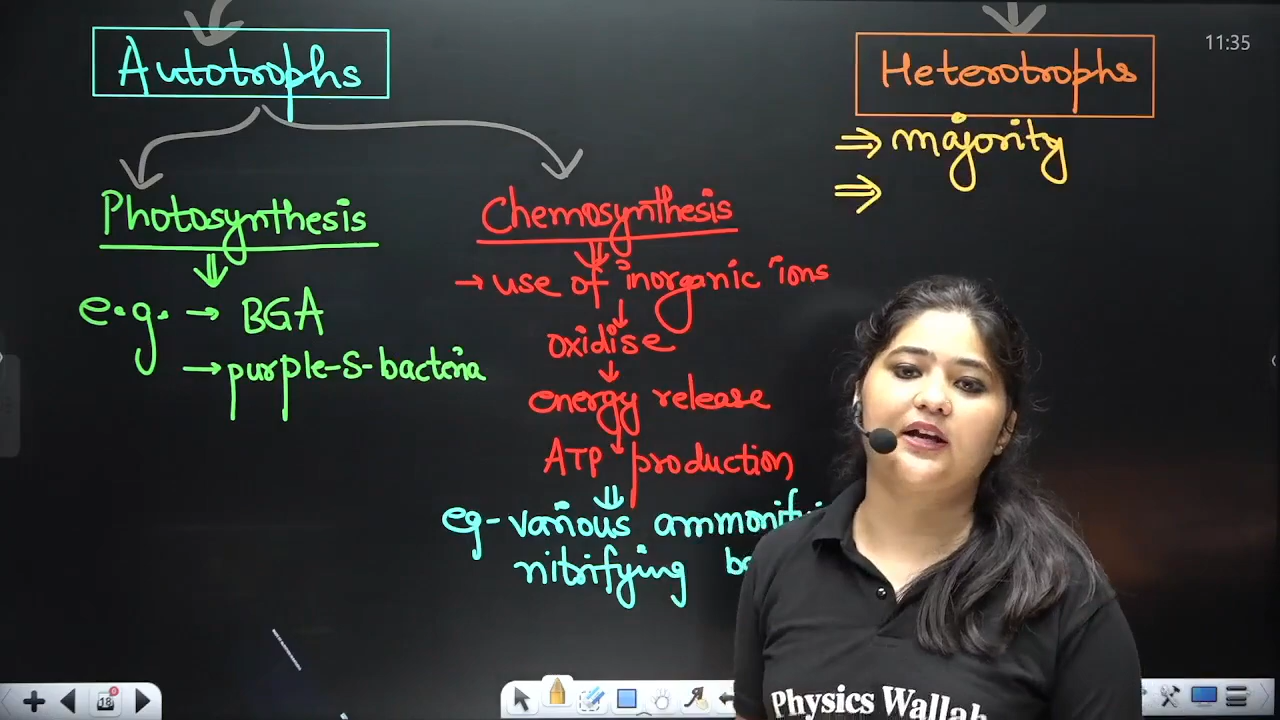 11:35
Autotrophs
Heterotrophs
⇒ majority
⇒
Photosynthesis
Chemosynthesis
→ use of inorganic ions
e.g. → BGA
oxidise
→ purple-S-bacteria
energy release
ATP production
eg - various
nitrifying
18
Physics Wallah